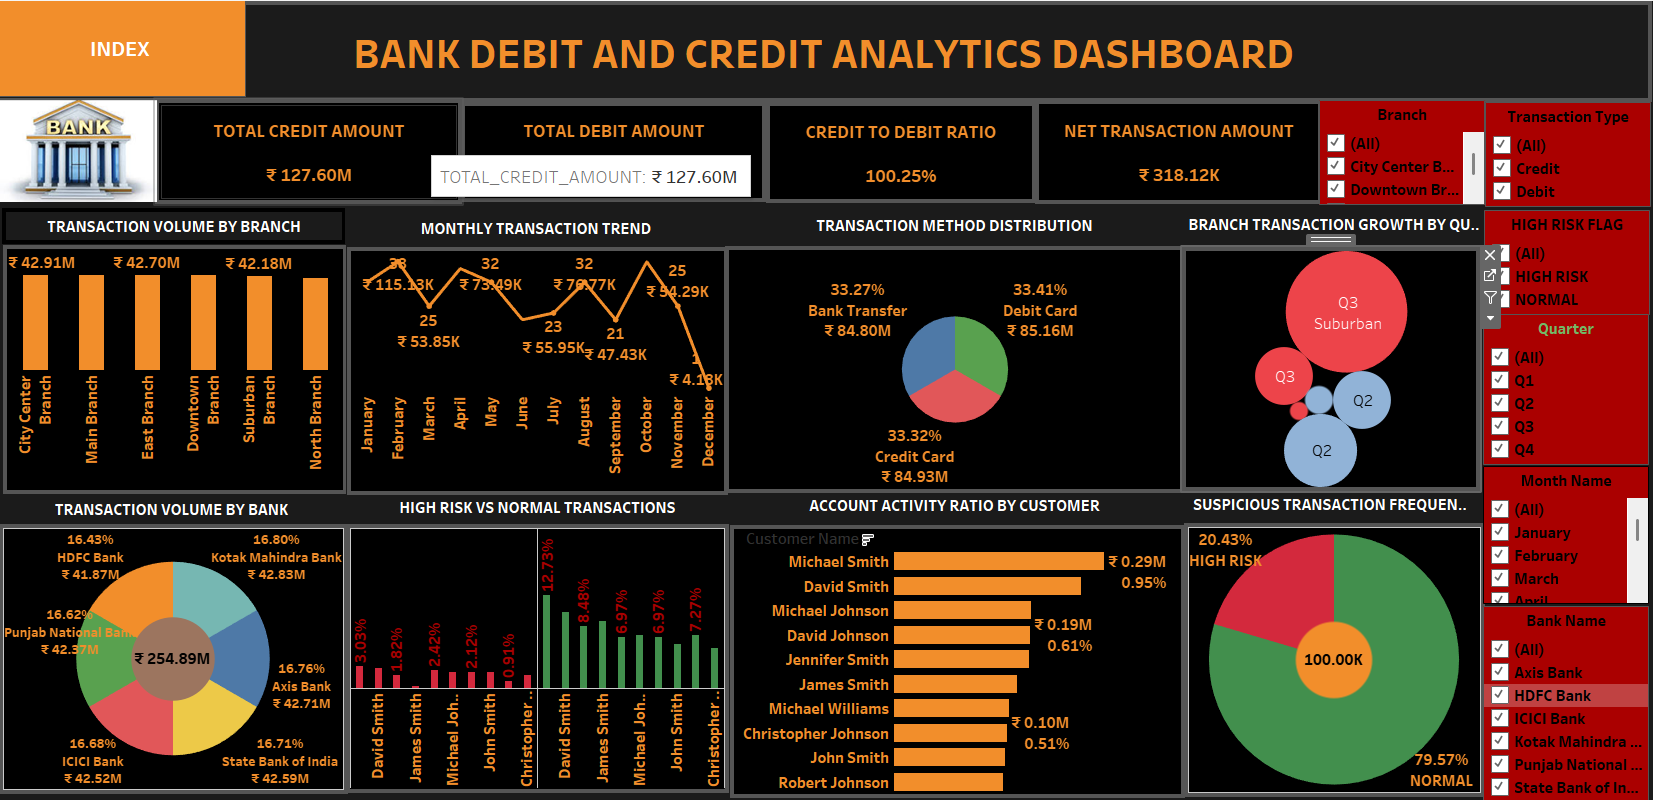 INDEX
BANK DEBIT AND CREDIT ANALYTICS DASHBOARD
BANK
TOTAL CREDIT AMOUNT
₹ 127.60M
TOTAL DEBIT AMOUNT
TOTAL_CREDIT_AMOUNT: ₹ 127.60M
CREDIT TO DEBIT RATIO
100.25%
NET TRANSACTION AMOUNT
₹ 318.12K
Branch
(All)
City Center B...
Downtown Br...
Transaction Type
(All)
Credit
Debit
TRANSACTION VOLUME BY BRANCH
₹ 42.91M
₹ 42.70M
₹ 42.18M
City Center Branch
Main Branch
East Branch
Downtown Branch
Suburban Branch
North Branch
MONTHLY TRANSACTION TREND
38
₹ 115.13K
25
₹ 53.85K
32
₹ 73.49K
23
₹ 55.95K
32
₹ 76.77K
21
₹ 47.43K
25
₹ 54.29K
1
₹ 4.18K
January
February
March
April
May
June
July
August
September
October
November
December
TRANSACTION METHOD DISTRIBUTION
33.27%
Bank Transfer
₹ 84.80M
33.41%
Debit Card
₹ 85.16M
33.32%
Credit Card
₹ 84.93M
BRANCH TRANSACTION GROWTH BY QU..
Q3
Suburban
Q3
Q2
Q2
HIGH RISK FLAG
(All)
HIGH RISK
NORMAL
Quarter
(All)
Q1
Q2
Q3
Q4
TRANSACTION VOLUME BY BANK
16.43%
HDFC Bank
₹ 41.87M
16.80%
Kotak Mahindra Bank
₹ 42.83M
16.62%
Punjab National Bank
₹ 42.37M
₹ 254.89M
16.76%
Axis Bank
₹ 42.71M
16.68%
ICICI Bank
₹ 42.52M
16.71%
State Bank of India
₹ 42.59M
HIGH RISK VS NORMAL TRANSACTIONS
3.03%
1.82%
2.42%
2.12%
0.91%
12.73%
8.48%
6.97%
6.97%
7.27%
David Smith
James Smith
Michael Joh..
John Smith
Christopher ..
David Smith
James Smith
Michael Joh..
John Smith
Christopher ..
ACCOUNT ACTIVITY RATIO BY CUSTOMER
Customer Name
Michael Smith
₹ 0.29M
0.95%
David Smith
Michael Johnson
David Johnson
₹ 0.19M
0.61%
Jennifer Smith
James Smith
Michael Williams
Christopher Johnson
₹ 0.10M
0.51%
John Smith
Robert Johnson
SUSPICIOUS TRANSACTION FREQUEN..
20.43%
HIGH RISK
100.00K
79.57%
NORMAL
Month Name
(All)
January
February
March
April
Bank Name
(All)
Axis Bank
HDFC Bank
ICICI Bank
Kotak Mahindra ...
Punjab National ...
State Bank of In...